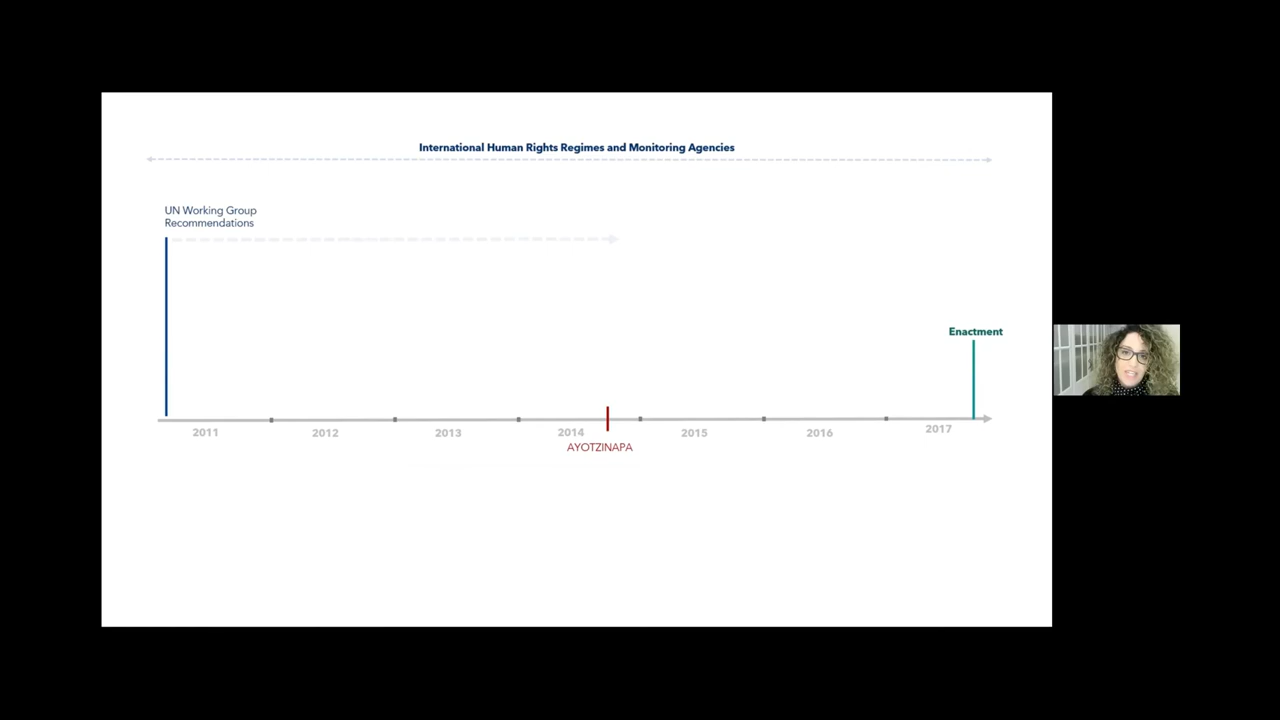 International Human Rights Regimes and Monitoring Agencies
UN Working Group
Recommendations
Enactment
2011 2012 2013 2014 2015 2016 2017
AYOTZINAPA